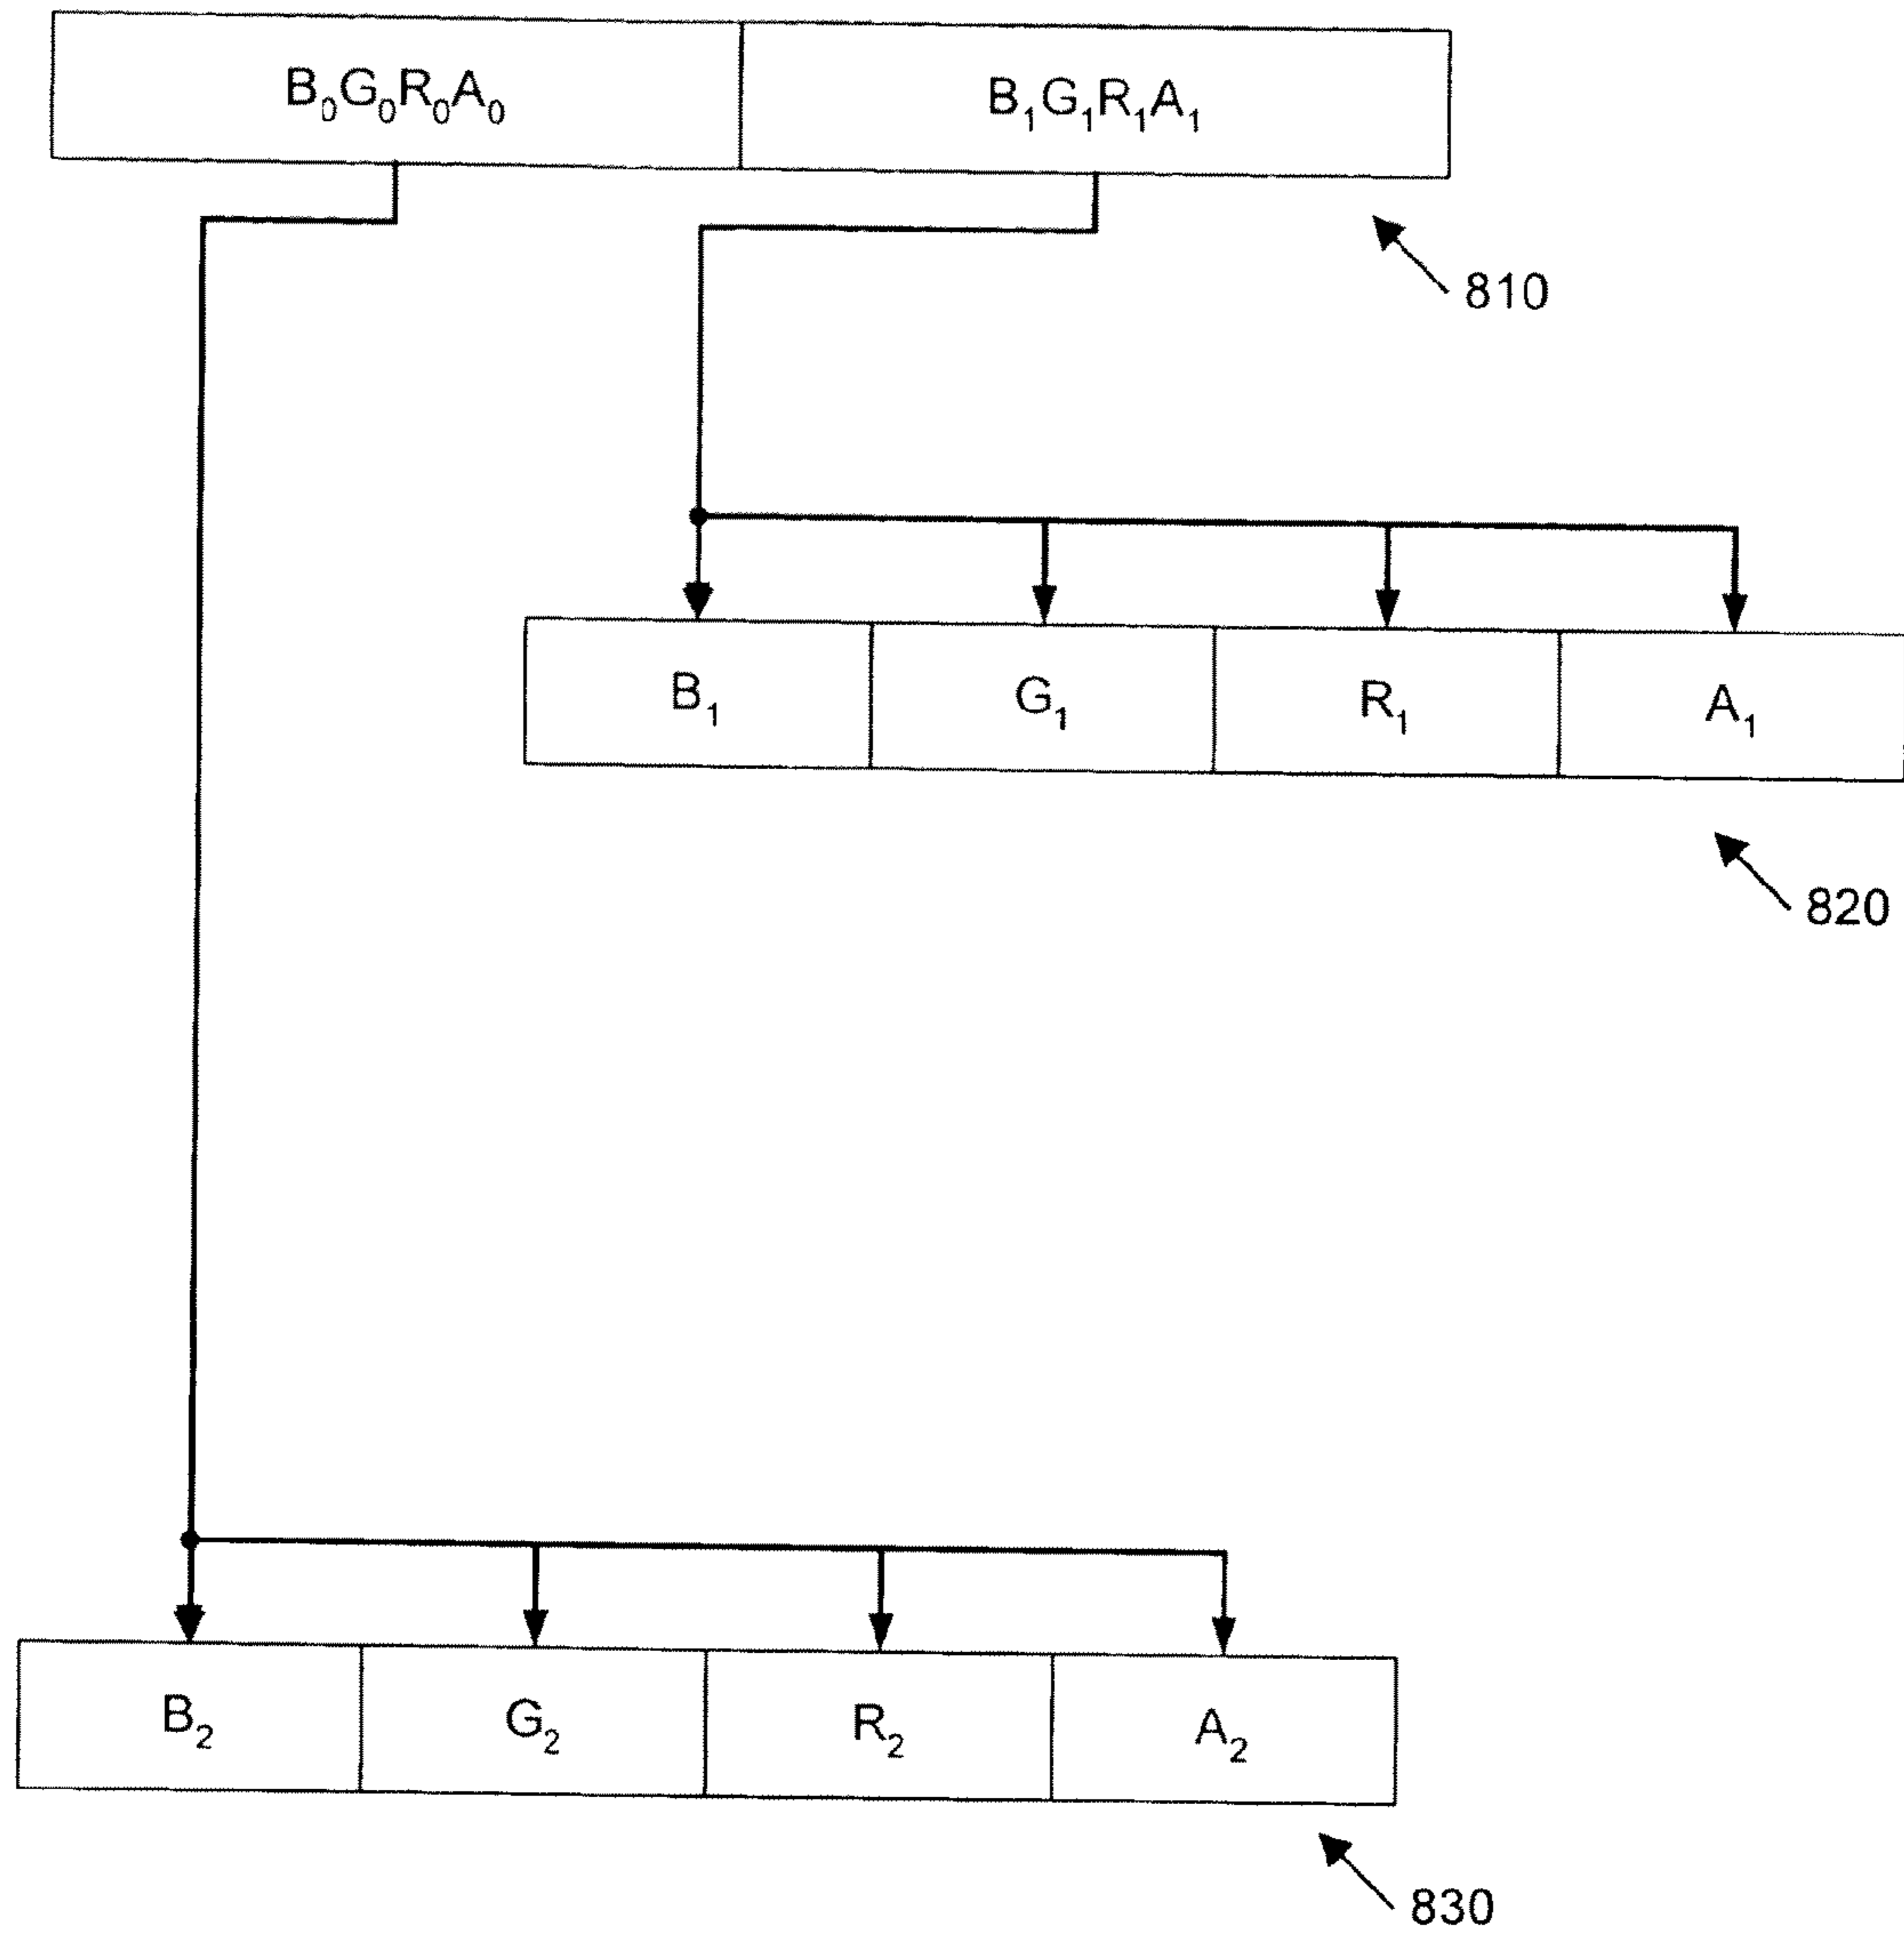 B₀G₀R₀A₀ B₁G₁R₁A₁
810
B₁ G₁ R₁ A₁
820
B₂ G₂ R₂ A₂
830